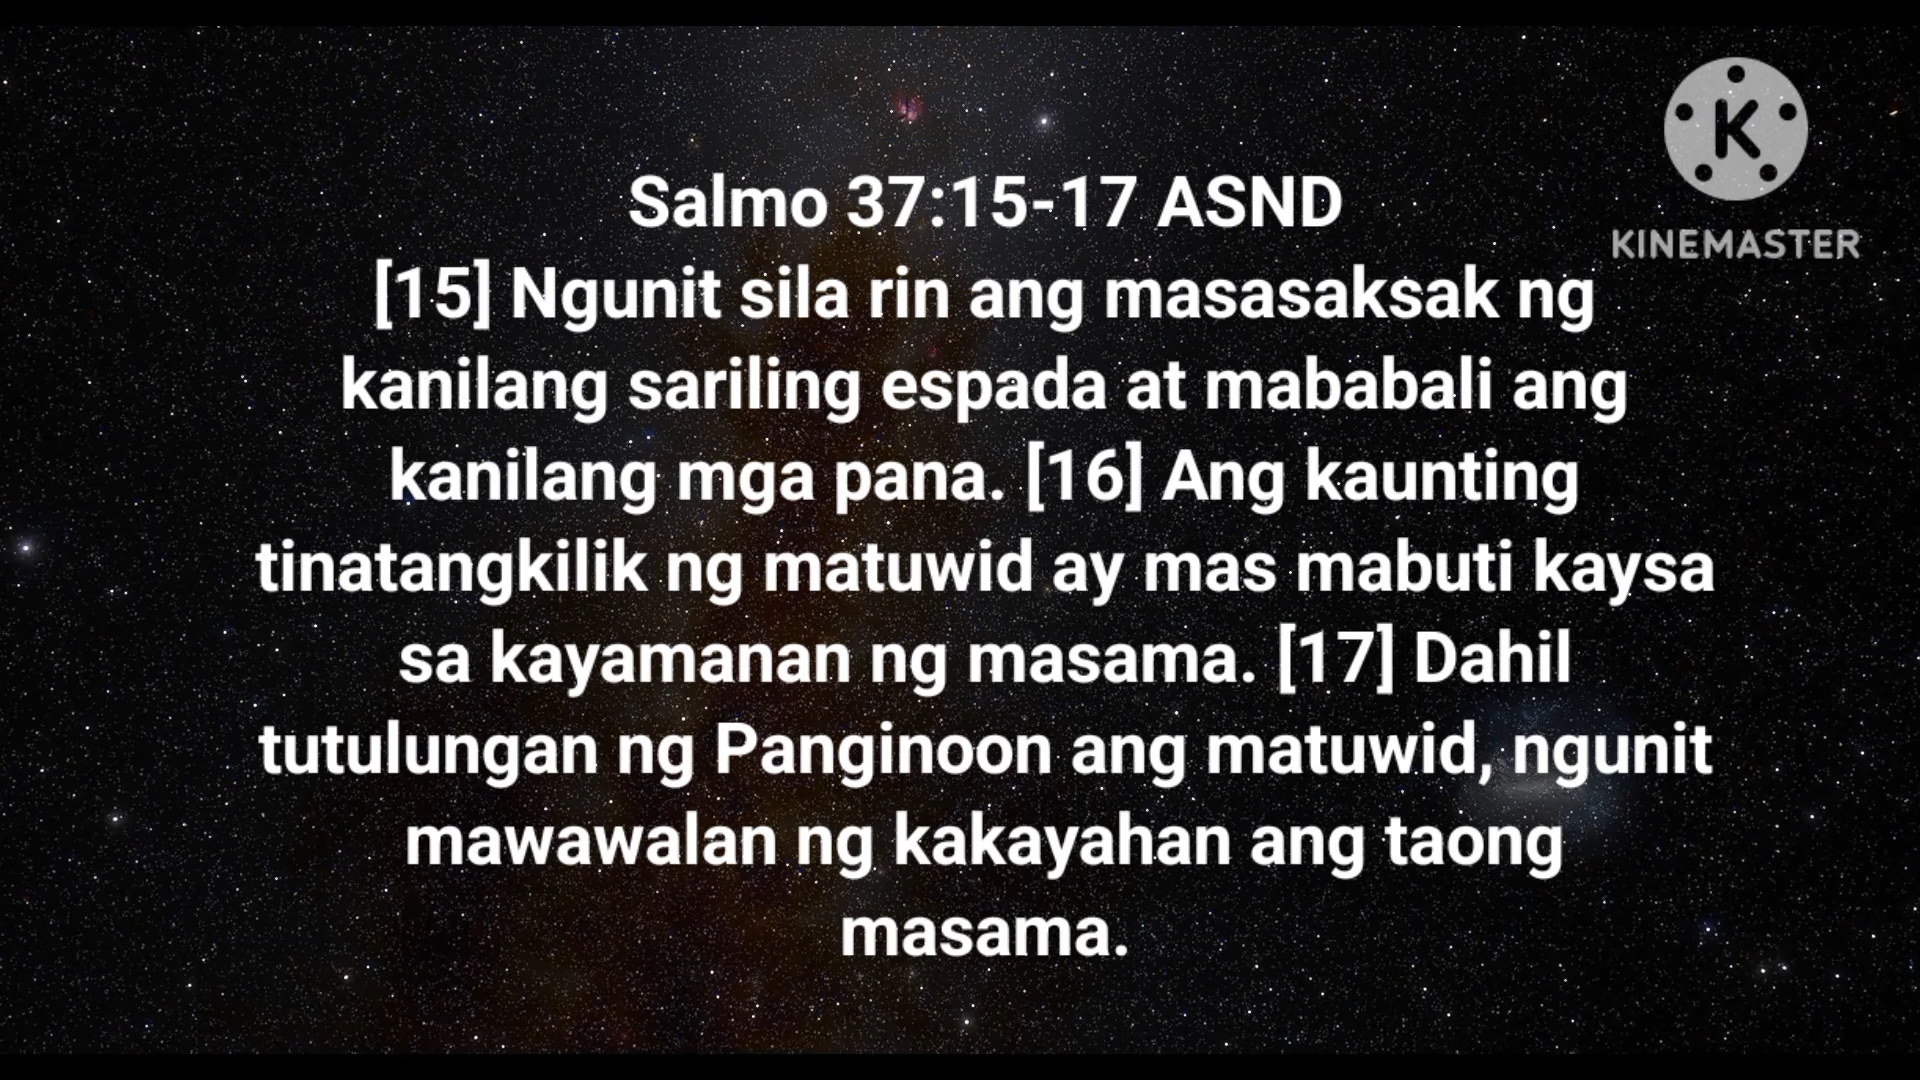 K
KINEMASTER
Salmo 37:15-17 ASND
[15] Ngunit sila rin ang masasaksak ng
kanilang sariling espada at mababali ang
kanilang mga pana. [16] Ang kaunting
tinatangkilik ng matuwid ay mas mabuti kaysa
sa kayamanan ng masama. [17] Dahil
tutulungan ng Panginoon ang matuwid, ngunit
mawawalan ng kakayahan ang taong
masama.